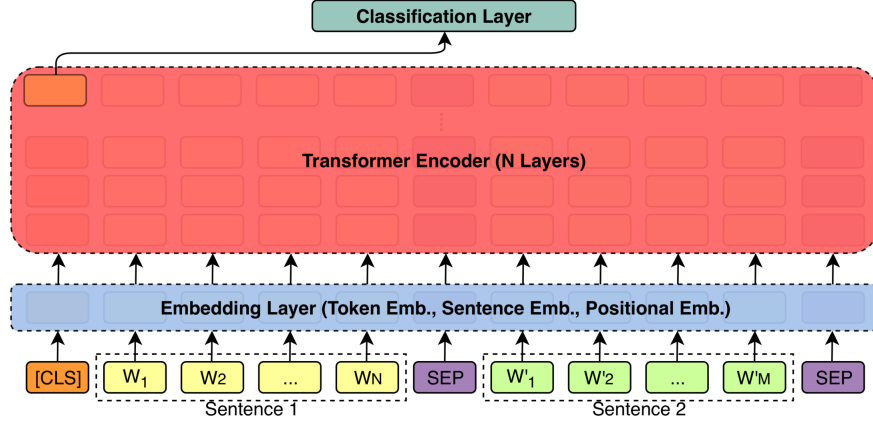 Classification Layer
Transformer Encoder (N Layers)
Embedding Layer (Token Emb., Sentence Emb., Positional Emb.)
[CLS] W1 W2 ... WN SEP W'1 W'2 ... W'M SEP
Sentence 1 Sentence 2